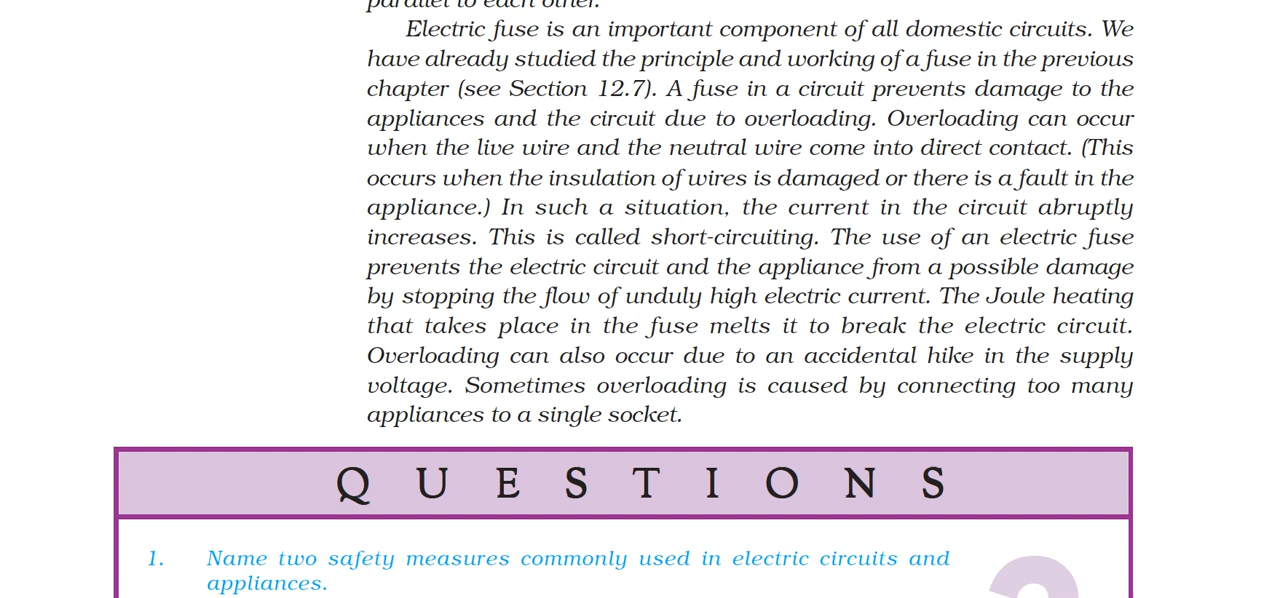 parallel to each other.
Electric fuse is an important component of all domestic circuits. We
have already studied the principle and working of a fuse in the previous
chapter (see Section 12.7). A fuse in a circuit prevents damage to the
appliances and the circuit due to overloading. Overloading can occur
when the live wire and the neutral wire come into direct contact. (This
occurs when the insulation of wires is damaged or there is a fault in the
appliance.) In such a situation, the current in the circuit abruptly
increases. This is called short-circuiting. The use of an electric fuse
prevents the electric circuit and the appliance from a possible damage
by stopping the flow of unduly high electric current. The Joule heating
that takes place in the fuse melts it to break the electric circuit.
Overloading can also occur due to an accidental hike in the supply
voltage. Sometimes overloading is caused by connecting too many
appliances to a single socket.
QUESTIONS
1. Name two safety measures commonly used in electric circuits and
appliances.
?